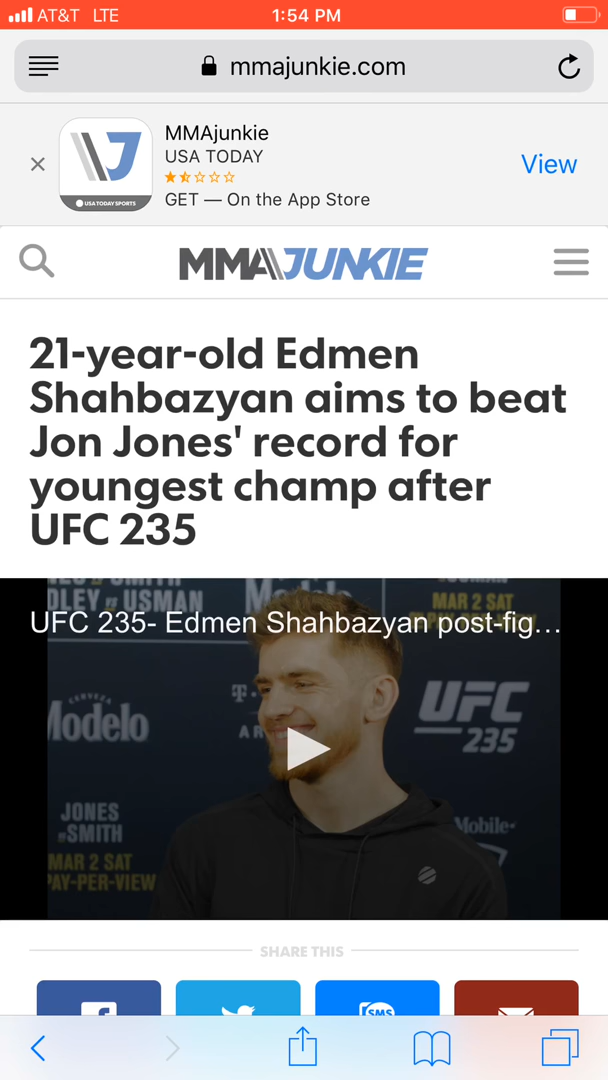 AT&T LTE 1:54 PM
mmajunkie.com
MMAjunkie
USA TODAY
GET — On the App Store
View
USA TODAY SPORTS
MMAJUNKIE
21-year-old Edmen
Shahbazyan aims to beat
Jon Jones' record for
youngest champ after
UFC 235
USMAN
MAR 2 SAT
UFC 235- Edmen Shahbazyan post-fig…
CERVEZA
Modelo
UFC
235
JONES
SMITH
Mobile
MAR 2 SAT
PAY-PER-VIEW
SHARE THIS
SMS